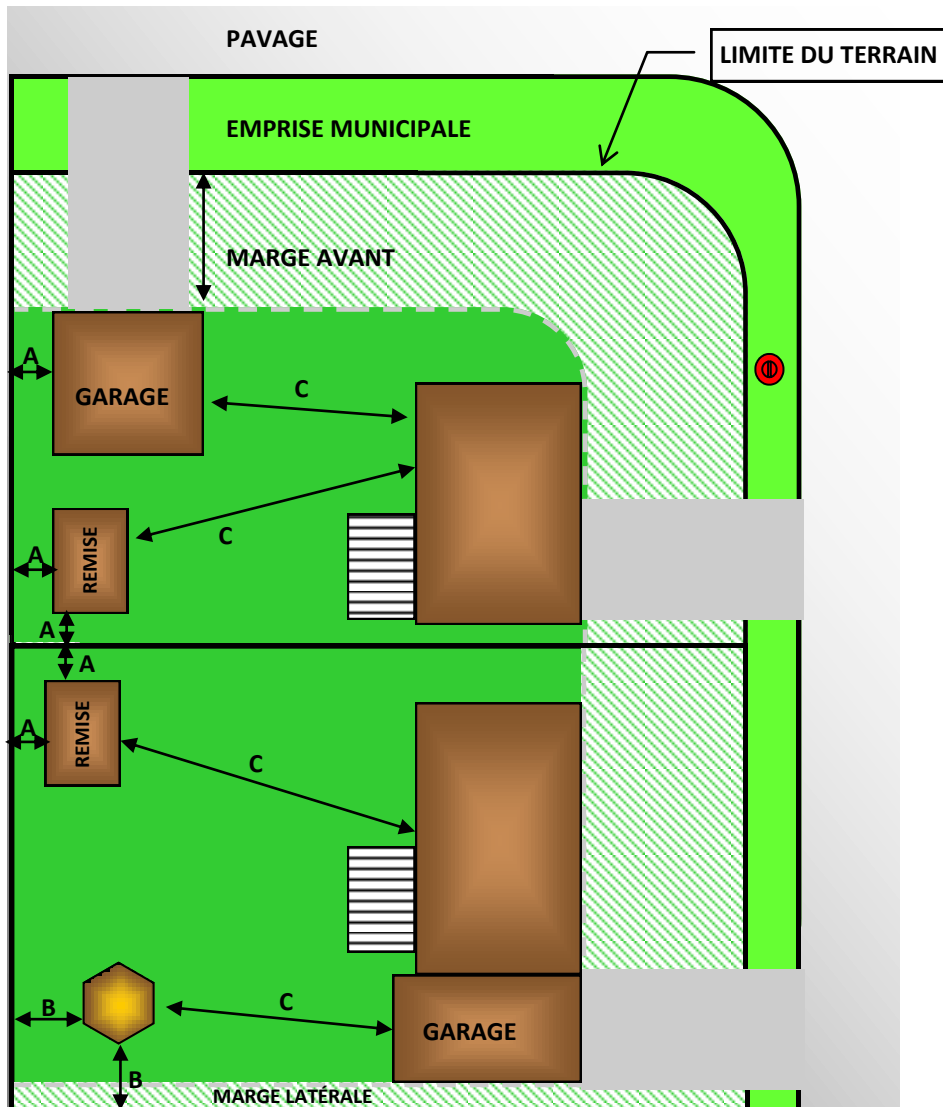 PAVAGE
LIMITE DU TERRAIN
EMPRISE MUNICIPALE
MARGE AVANT
A
GARAGE
C
C
A
REMISE
A
A
A
REMISE
C
B
C
GARAGE
B
MARGE LATÉRALE